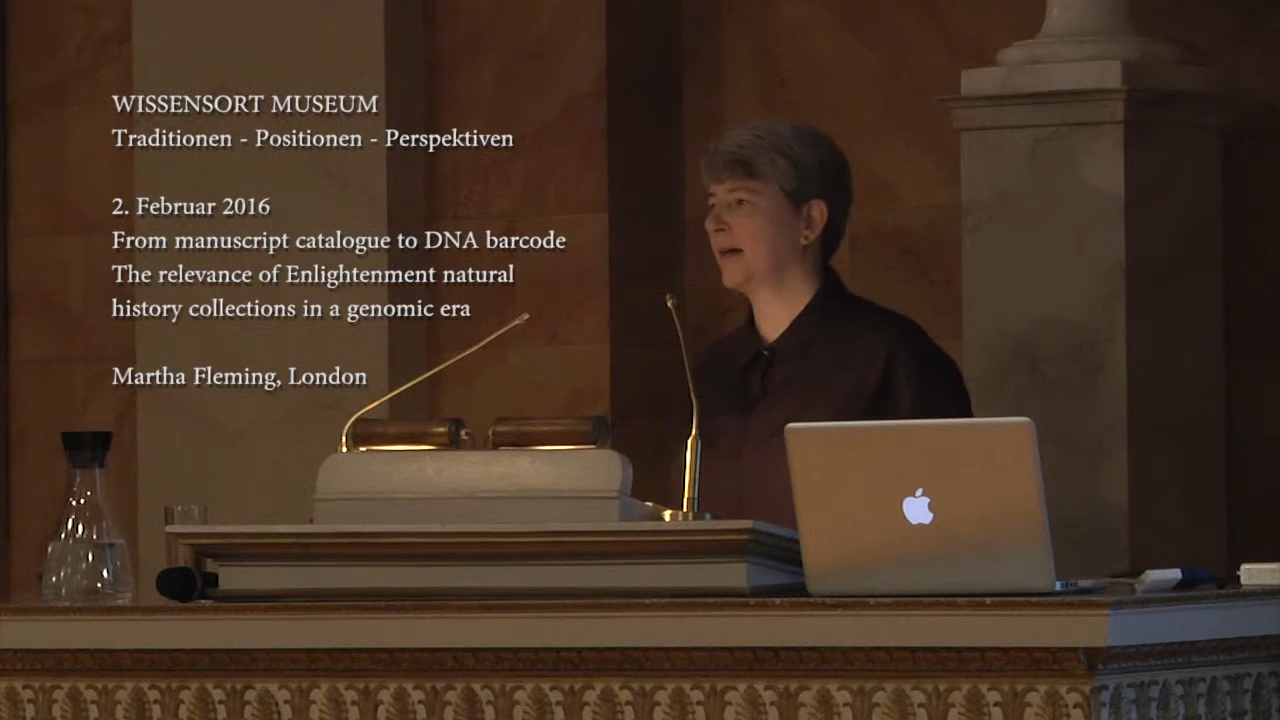 WISSENSORT MUSEUM
Traditionen - Positionen - Perspektiven
2. Februar 2016
From manuscript catalogue to DNA barcode
The relevance of Enlightenment natural
history collections in a genomic era
Martha Fleming, London